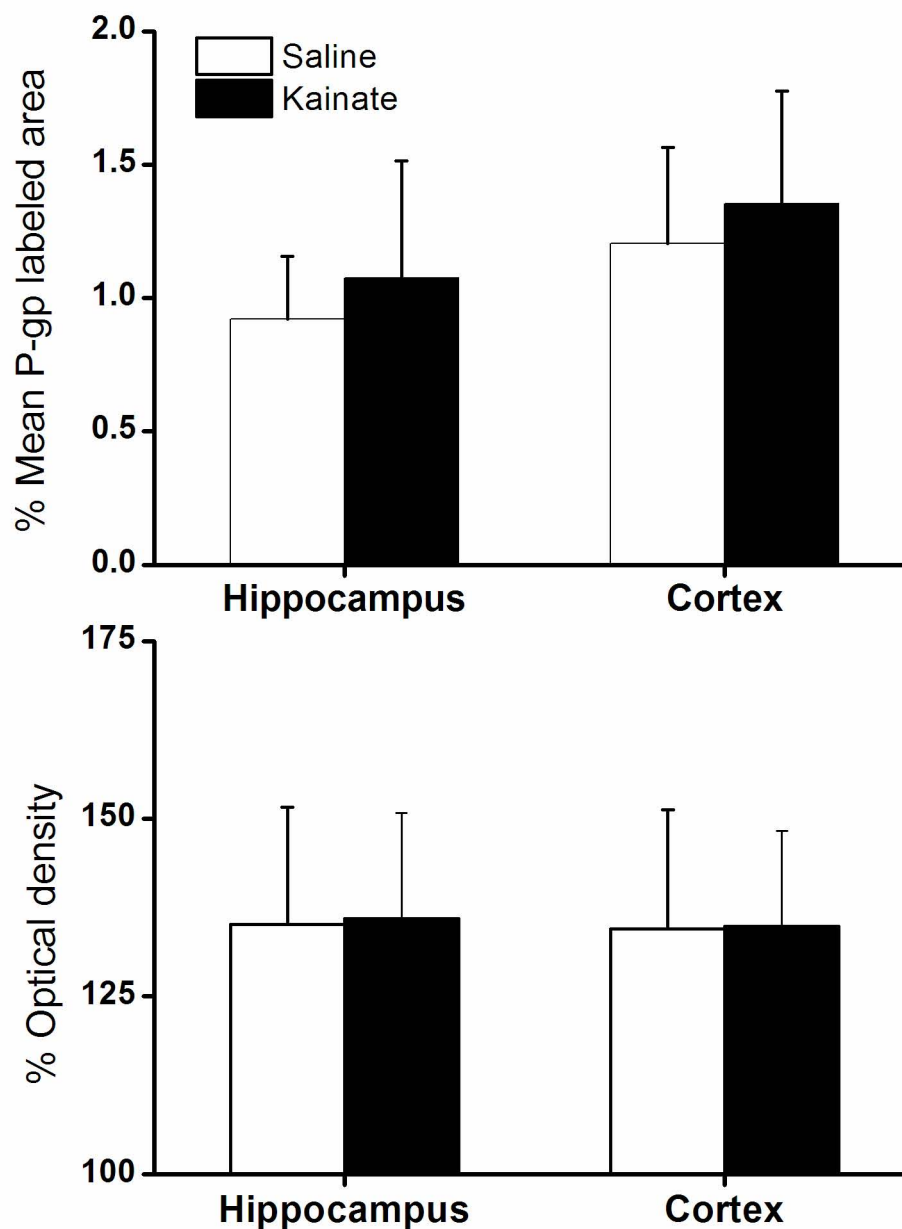 % Mean P-gp labeled area
2.0
1.5
1.0
0.5
0.0
Saline
Kainate
Hippocampus Cortex
% Optical density
175
150
125
100
Hippocampus Cortex